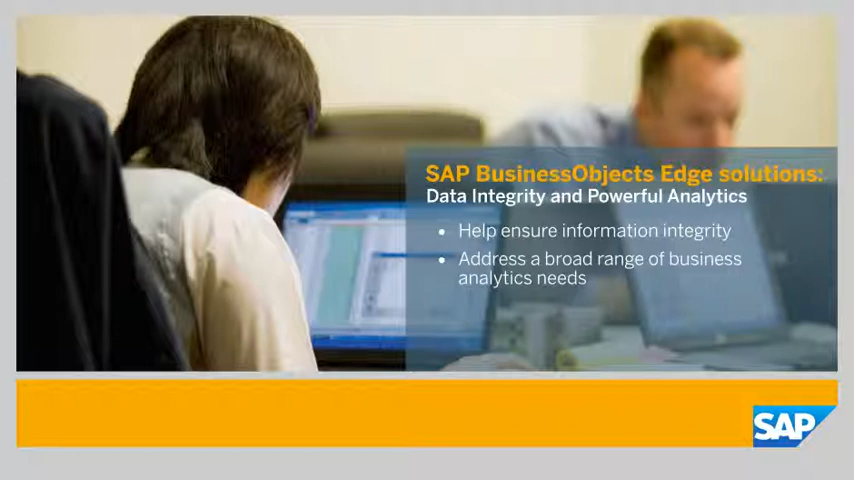 SAP BusinessObjects Edge solutions:
Data Integrity and Powerful Analytics
• Help ensure information integrity
• Address a broad range of business
analytics needs
SAP